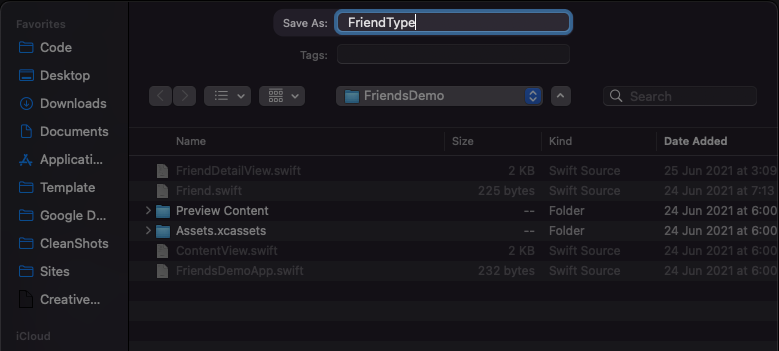 Favorites
Code
Desktop
Downloads
Documents
Applicati...
Template
Google D...
CleanShots
Sites
Creative...
iCloud
Save As: FriendType
Tags:
FriendsDemo
Search
Name Size Kind Date Added
FriendDetailView.swift 2 KB Swift Source 25 Jun 2021 at 3:09
Friend.swift 225 bytes Swift Source 24 Jun 2021 at 7:13
Preview Content -- Folder 24 Jun 2021 at 6:00
Assets.xcassets -- Folder 24 Jun 2021 at 6:00
ContentView.swift 2 KB Swift Source 24 Jun 2021 at 6:00
FriendsDemoApp.swift 232 bytes Swift Source 24 Jun 2021 at 6:00